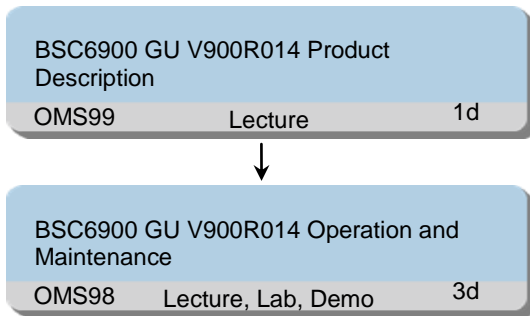 BSC6900 GU V900R014 Product
Description
OMS99 Lecture 1d
BSC6900 GU V900R014 Operation and
Maintenance
OMS98 Lecture, Lab, Demo 3d